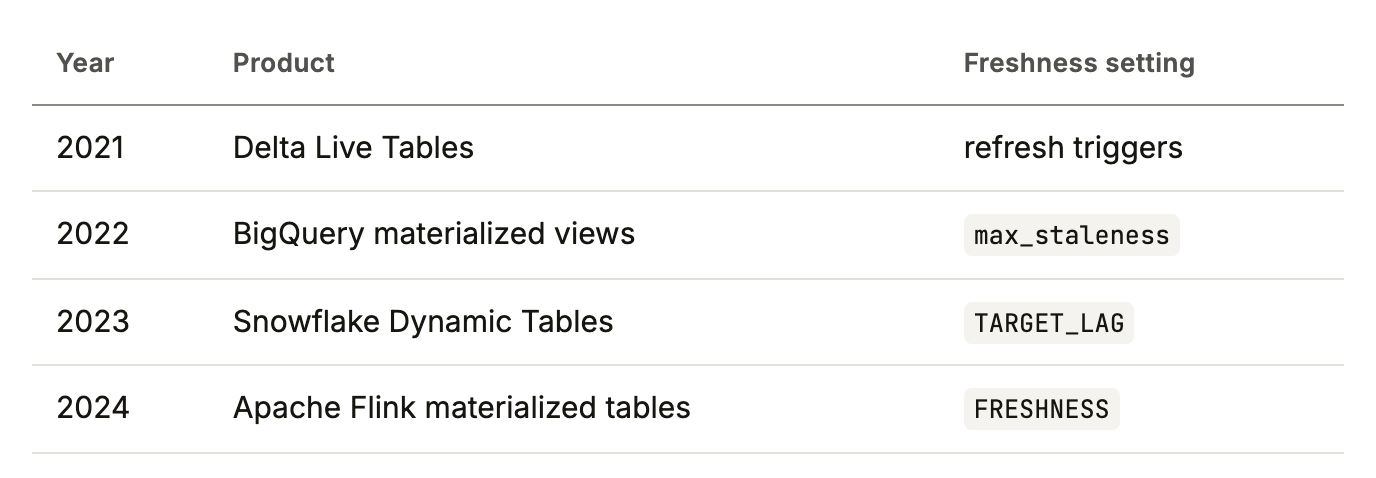 Year Product Freshness setting
2021 Delta Live Tables refresh triggers
2022 BigQuery materialized views max_staleness
2023 Snowflake Dynamic Tables TARGET_LAG
2024 Apache Flink materialized tables FRESHNESS